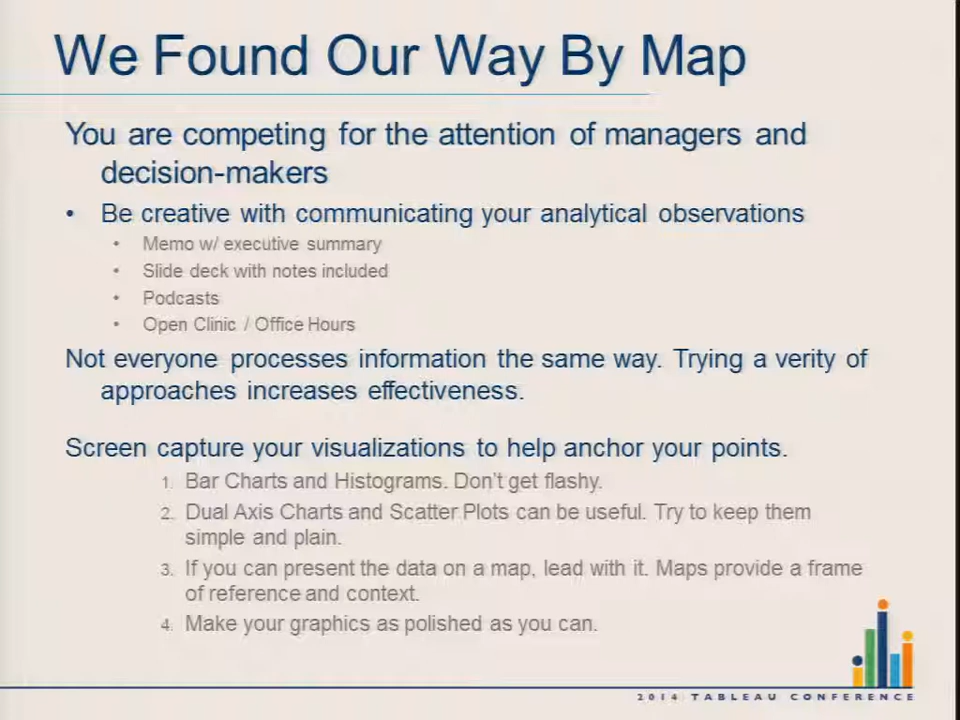 We Found Our Way By Map
You are competing for the attention of managers and
decision-makers
• Be creative with communicating your analytical observations
• Memo w/ executive summary
• Slide deck with notes included
• Podcasts
• Open Clinic / Office Hours
Not everyone processes information the same way. Trying a verity of
approaches increases effectiveness.
Screen capture your visualizations to help anchor your points.
1. Bar Charts and Histograms. Don't get flashy.
2. Dual Axis Charts and Scatter Plots can be useful. Try to keep them
simple and plain.
3. If you can present the data on a map, lead with it. Maps provide a frame
of reference and context.
4. Make your graphics as polished as you can.
2014 TABLEAU CONFERENCE